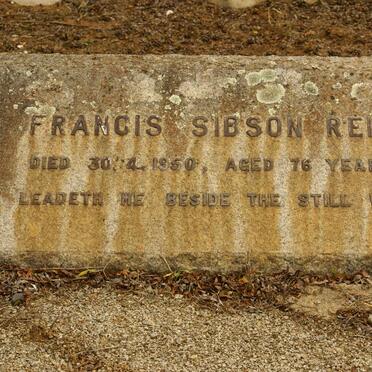 FRANCIS SIBSON
DIED 30.4.1950, AGED 76
LEADETH ME BESIDE THE STILL